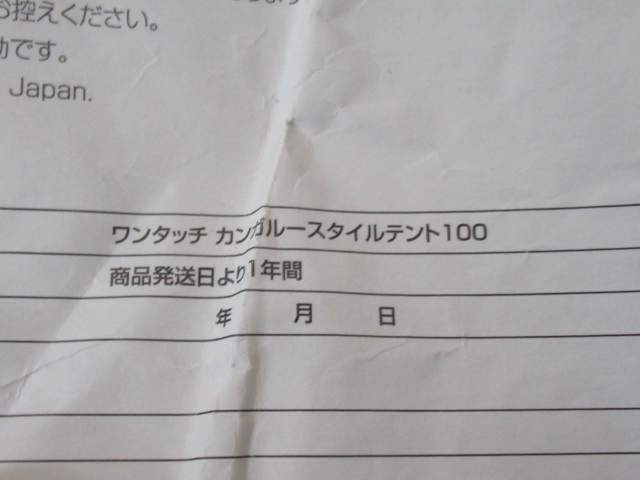 お控えください。
効です。
Japan.
ワンタッチ カンガルースタイルテント100
商品発送日より1年間
年 月 日